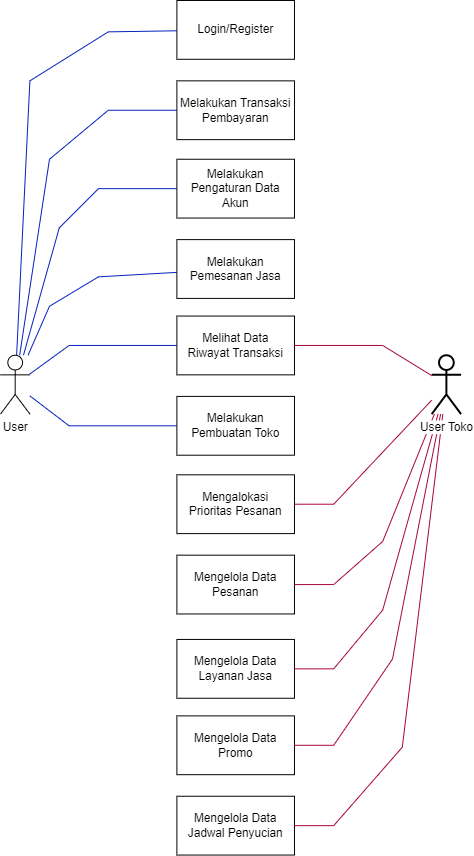 Login/Register
Melakukan Transaksi
Pembayaran
Melakukan
Pengaturan Data
Akun
Melakukan
Pemesanan Jasa
Melihat Data
Riwayat Transaksi
User
User Toko
Melakukan
Pembuatan Toko
Mengalokasi
Prioritas Pesanan
Mengelola Data
Pesanan
Mengelola Data
Layanan Jasa
Mengelola Data
Promo
Mengelola Data
Jadwal Penyucian